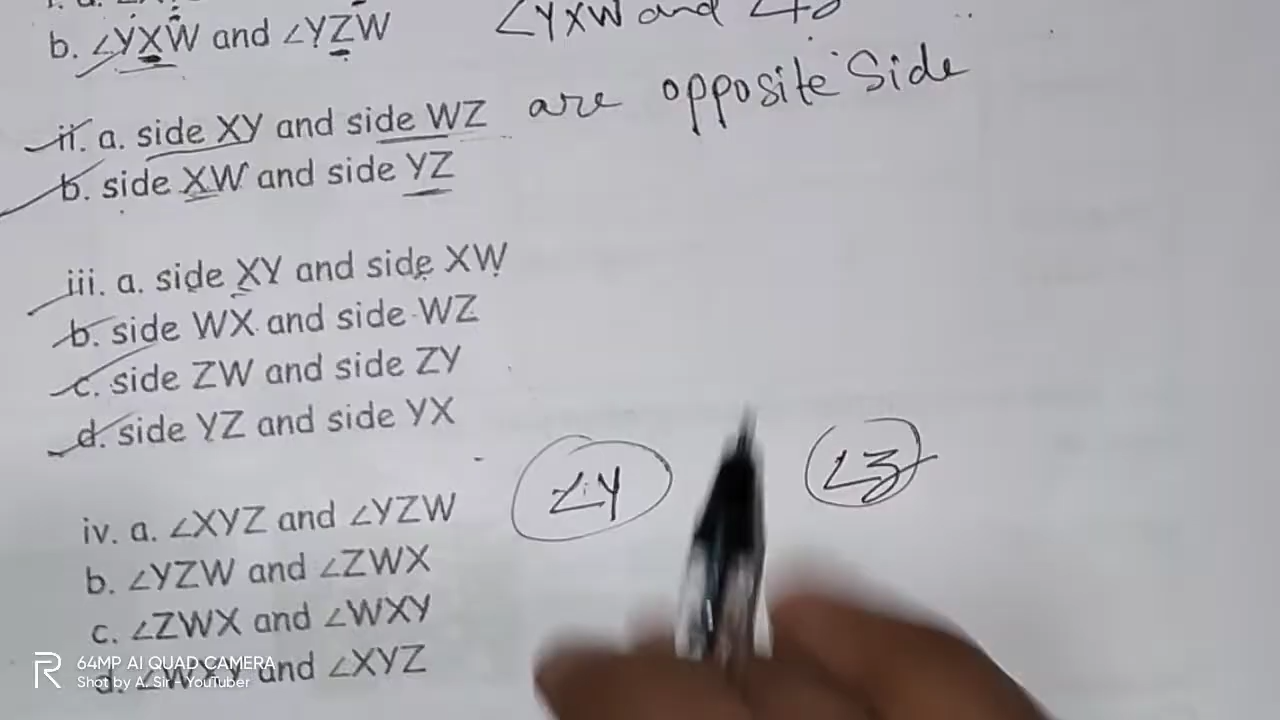 b. ∠YXW and ∠YZW
∠YXW and
are opposite side
ii. a. side XY and side WZ
b. side XW and side YZ
iii. a. side XY and side XW
b. side WX and side WZ
c. side ZW and side ZY
d. side YZ and side YX
∠Y
∠Z
iv. a. ∠XYZ and ∠YZW
b. ∠YZW and ∠ZWX
c. ∠ZWX and ∠WXY
d. ∠WXY and ∠XYZ
64MP AI QUAD CAMERA
Shot by A. Sir - YouTuber